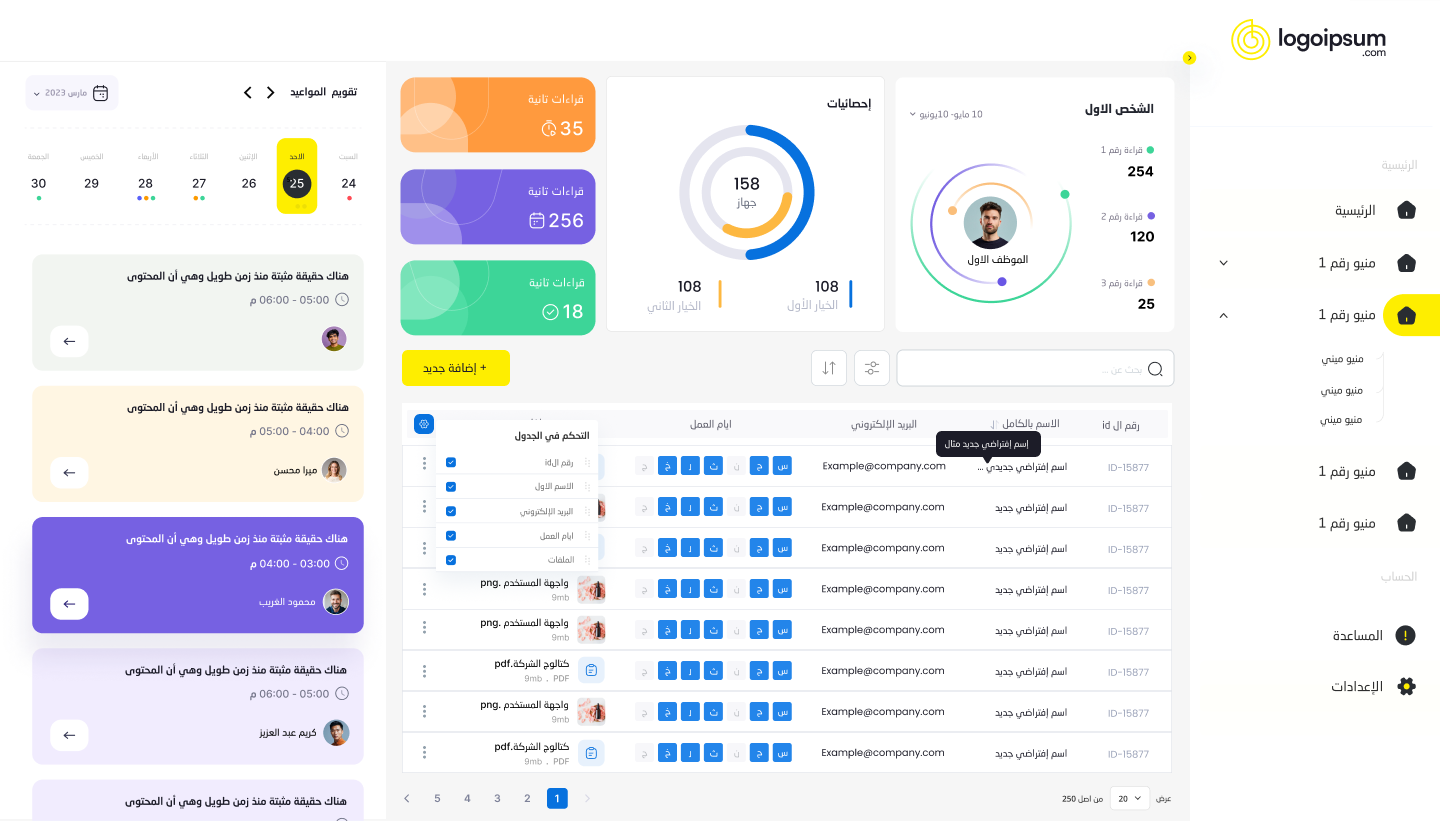 logoipsum
.com
الرئيسية
الرئيسية
منيو رقم 1
منيو رقم 1
منيو ميني
منيو ميني
منيو ميني
منيو رقم 1
منيو رقم 1
الحساب
المساعدة
الإعدادات
الشخص الاول
10 مايو- 10يونيو
قراءة رقم 1
254
قراءة رقم 2
120
قراءة رقم 3
25
الموظف الاول
إحصائيات
158
جهاز
108
الخيار الأول
108
الخيار الثاني
قراءات ثانية
35
قراءات ثانية
256
قراءات ثانية
18
بحث عن ...
+ إضافة جديد
رقم ال id
الاسم بالكامل
البريد الإلكتروني
ايام العمل
إسم إفتراضي جديد مثال
ID-15877
اسم إفتراضي جديدي ...
Example@company.com
س ح ن ث ر خ ج
ID-15877
اسم إفتراضي جديد
Example@company.com
س ح ن ث ر خ ج
ID-15877
اسم إفتراضي جديد
Example@company.com
س ح ن ث ر خ ج
ID-15877
اسم إفتراضي جديد
Example@company.com
س ح ن ث ر خ ج
واجهة المستخدم .png
9mb
ID-15877
اسم إفتراضي جديد
Example@company.com
س ح ن ث ر خ ج
واجهة المستخدم .png
9mb
ID-15877
اسم إفتراضي جديد
Example@company.com
س ح ن ث ر خ ج
كتالوج الشركة.pdf
9mb . PDF
ID-15877
اسم إفتراضي جديد
Example@company.com
س ح ن ث ر خ ج
واجهة المستخدم .png
9mb
ID-15877
اسم إفتراضي جديد
Example@company.com
س ح ن ث ر خ ج
كتالوج الشركة.pdf
9mb . PDF
التحكم في الجدول
رقم الid
الاسم الاول
البريد الإلكتروني
ايام العمل
الملفات
عرض 20 من اصل 250
1 2 3 4 5
تقويم المواعيد
مارس 2023
السبت
24
الاحد
25
الإثنين
26
الثلاثاء
27
الأربعاء
28
الخميس
29
الجمعة
30
هناك حقيقة مثبتة منذ زمن طويل وهي أن المحتوى
05:00 - 06:00 م
هناك حقيقة مثبتة منذ زمن طويل وهي أن المحتوى
04:00 - 05:00 م
ميرا محسن
هناك حقيقة مثبتة منذ زمن طويل وهي أن المحتوى
03:00 - 04:00 م
محمود الغريب
هناك حقيقة مثبتة منذ زمن طويل وهي أن المحتوى
05:00 - 06:00 م
كريم عبد العزيز
هناك حقيقة مثبتة منذ زمن طويل وهي أن المحتوى